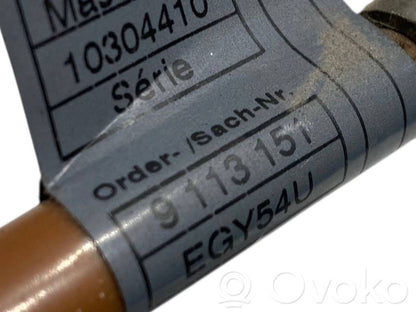 10304410
Série
Order- /Sach-Nr.
9 113 151
EGY54U
Ovoko